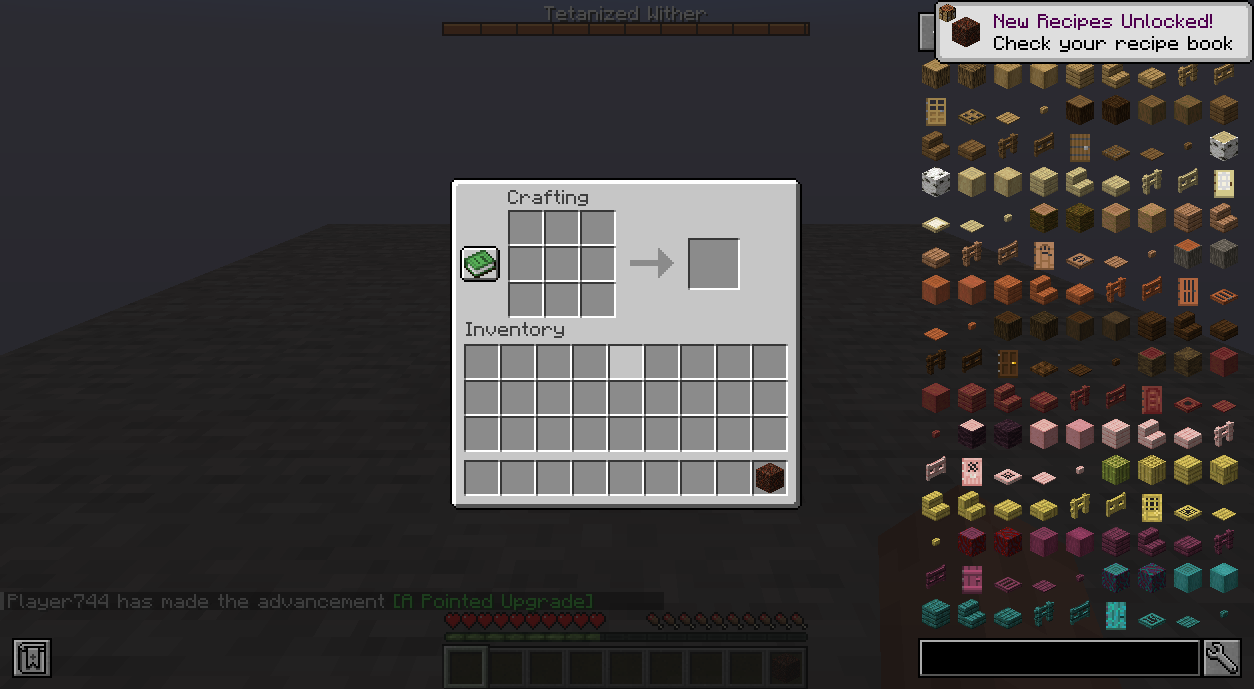 Tetanized Wither
New Recipes Unlocked!
Check your recipe book
Crafting
Inventory
Player744 has made the advancement [A Pointed Upgrade]